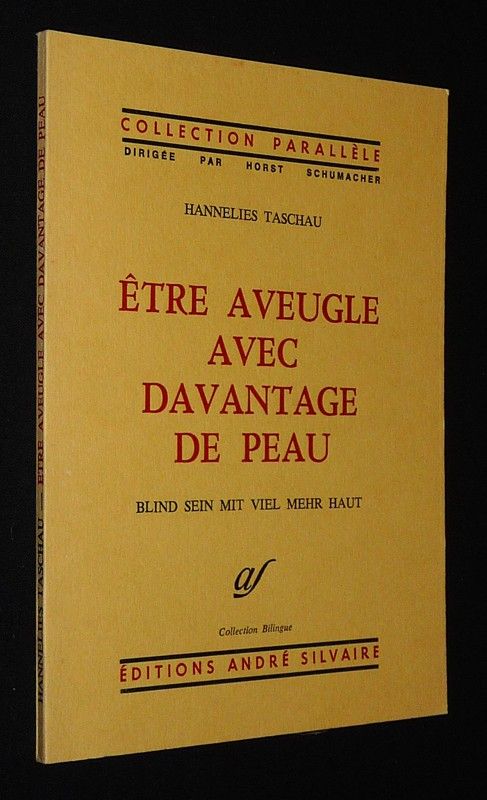 COLLECTION PARALLÈLE
DIRIGÉE PAR HORST SCHUMACHER
HANNELIES TASCHAU
ÊTRE AVEUGLE
AVEC
DAVANTAGE
DE PEAU
BLIND SEIN MIT VIEL MEHR HAUT
as
Collection Bilingue
ÉDITIONS ANDRÉ SILVAIRE
HANNELIES TASCHAU — ETRE AVEUGLE AVEC DAVANTAGE DE PEAU